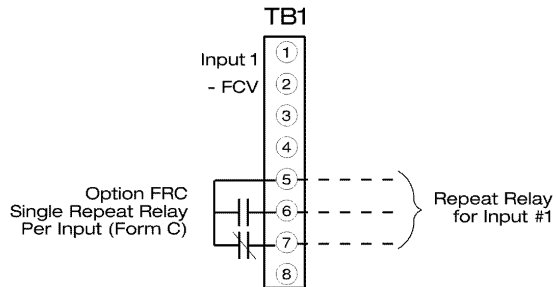 TB1
Input 1
- FCV
1
2
3
4
5
6
7
8
Option FRC
Single Repeat Relay
Per Input (Form C)
Repeat Relay
for Input #1